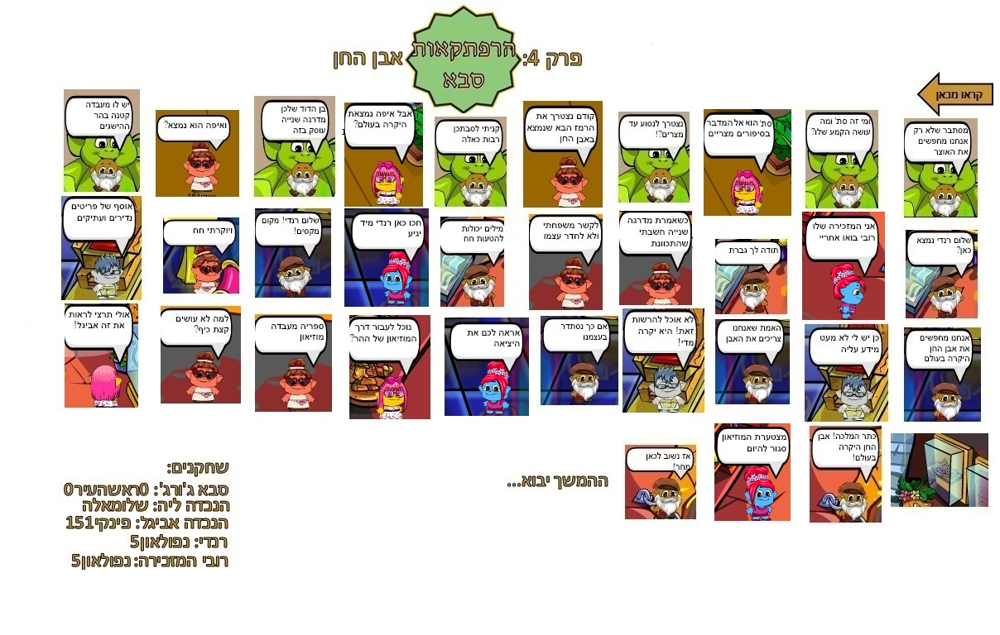 פרק 4:
הרפתקאות
סבא
אבן החן
קראו מכאן
מסתבר שלא רק
אנחנו מחפשים
את האוצר
ומי זה סת' ומה
עושה הקמע שלו?
סת' הוא אל המדבר
בסיפורים מצריים
נצטרך לנסוע עד
מצרים?!
קודם נצטרך את
הרמז הבא שנמצא
באבן החן
קניתי לסבתכן
רבות כאלה
אבל איפה נמצאת
היקרה בעולם?
בן הדוד שלכן
מדרגה שנייה
עוסק בזה
ואיפה הוא נמצא?
יש לו מעבדה
קטנה בהר
ההישגים
שלום רנדי נמצא
כאן?
אני המזכירה שלו
רובי בואו אחריי
תודה לך גברת
כשאמרת מדרגה
שנייה חשבתי
שהתכוונת
לקשר משפחתי
ולא לחדר עצמו
מילים יכולות
להטעות חח
חכו כאן רנדי מיד
יגיע
שלום רנדי! מקום
מקסים!
ויוקרתי חח
אוסף של פריטים
נדירים ועתיקים
אנחנו מחפשים
את אבן החן
היקרה בעולם
כן יש לי לא מעט
מידע עליה
האמת שאנחנו
צריכים את האבן
לא אוכל להרשות
זאת! היא יקרה
מדי!
אם כך נסתדר
בעצמנו
אראה לכם את
היציאה
נוכל לעבור דרך
המוזיאון של ההר?
ספריה מעבדה
מוזיאון
למה לא עושים
קצת כיף?
אולי תרצי לראות
את זה אביגל!
כתר המלכה! אבן
החן היקרה
בעולם!
מצטערת המוזיאון
סגור להיום
אז נשוב לכאן
מחר!
ההמשך יבוא...
שחקנים:
סבא ג'ורג': 0ראשהעיר0
הנכדה ליה: שלומאלה
הנכדה אביגל: פינקי151
רנדי: נפולאון5
רובי המזכירה: נפולאון5